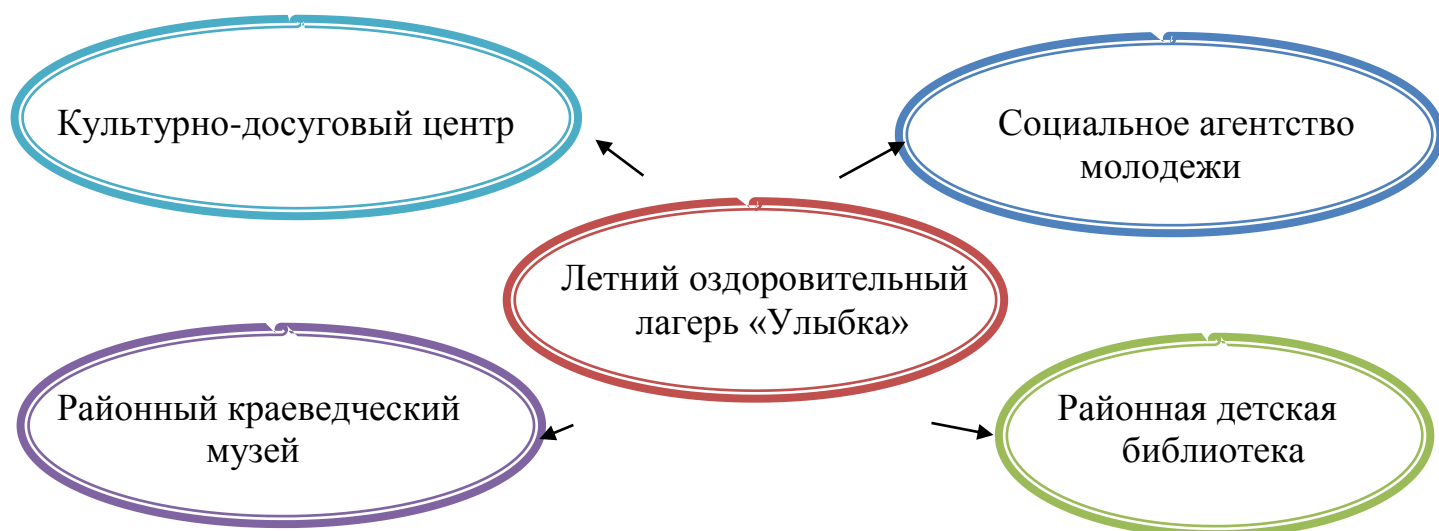 Культурно-досуговый центр
Социальное агентство
молодежи
Летний оздоровительный
лагерь «Улыбка»
Районный краеведческий
музей
Районная детская
библиотека